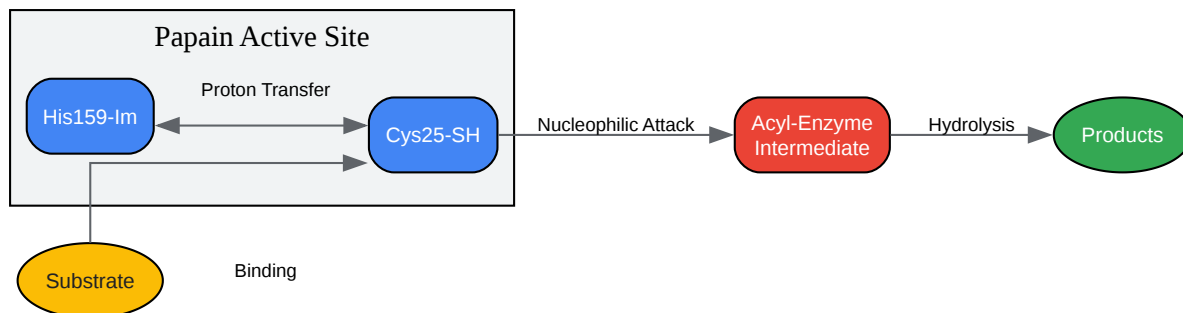 Papain Active Site
His159-Im
Proton Transfer
Cys25-SH
Nucleophilic Attack
Acyl-Enzyme
Intermediate
Hydrolysis
Products
Substrate
Binding